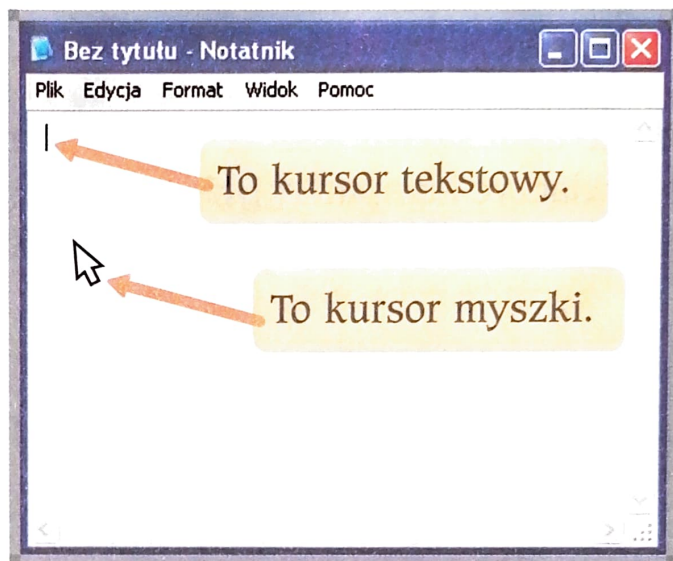 Bez tytułu - Notatnik
Plik Edycja Format Widok Pomoc
To kursor tekstowy.
To kursor myszki.